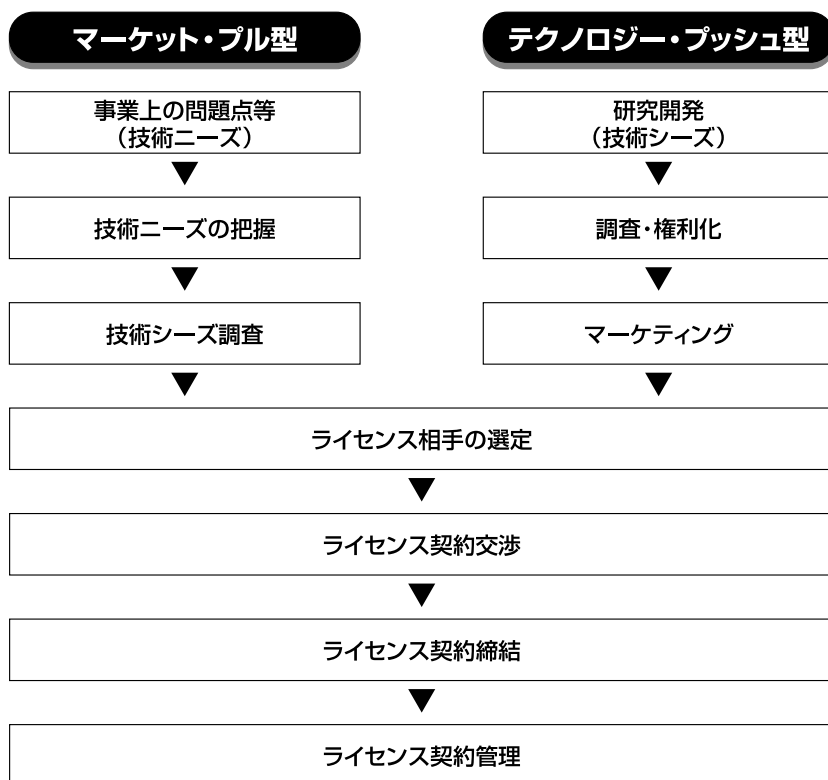 マーケット・プル型
テクノロジー・プッシュ型
事業上の問題点等
（技術ニーズ）
研究開発
（技術シーズ）
技術ニーズの把握
調査・権利化
技術シーズ調査
マーケティング
ライセンス相手の選定
ライセンス契約交渉
ライセンス契約締結
ライセンス契約管理